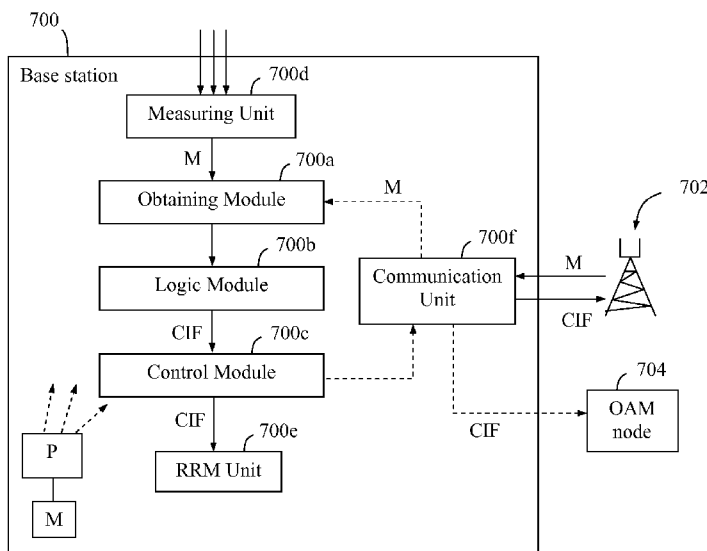 700
Base station
700d
Measuring Unit
M
700a
Obtaining Module
M
700b
Logic Module
700f
Communication
Unit
M
CIF
702
CIF
700c
Control Module
CIF
700e
RRM Unit
P
M
CIF
704
OAM
node